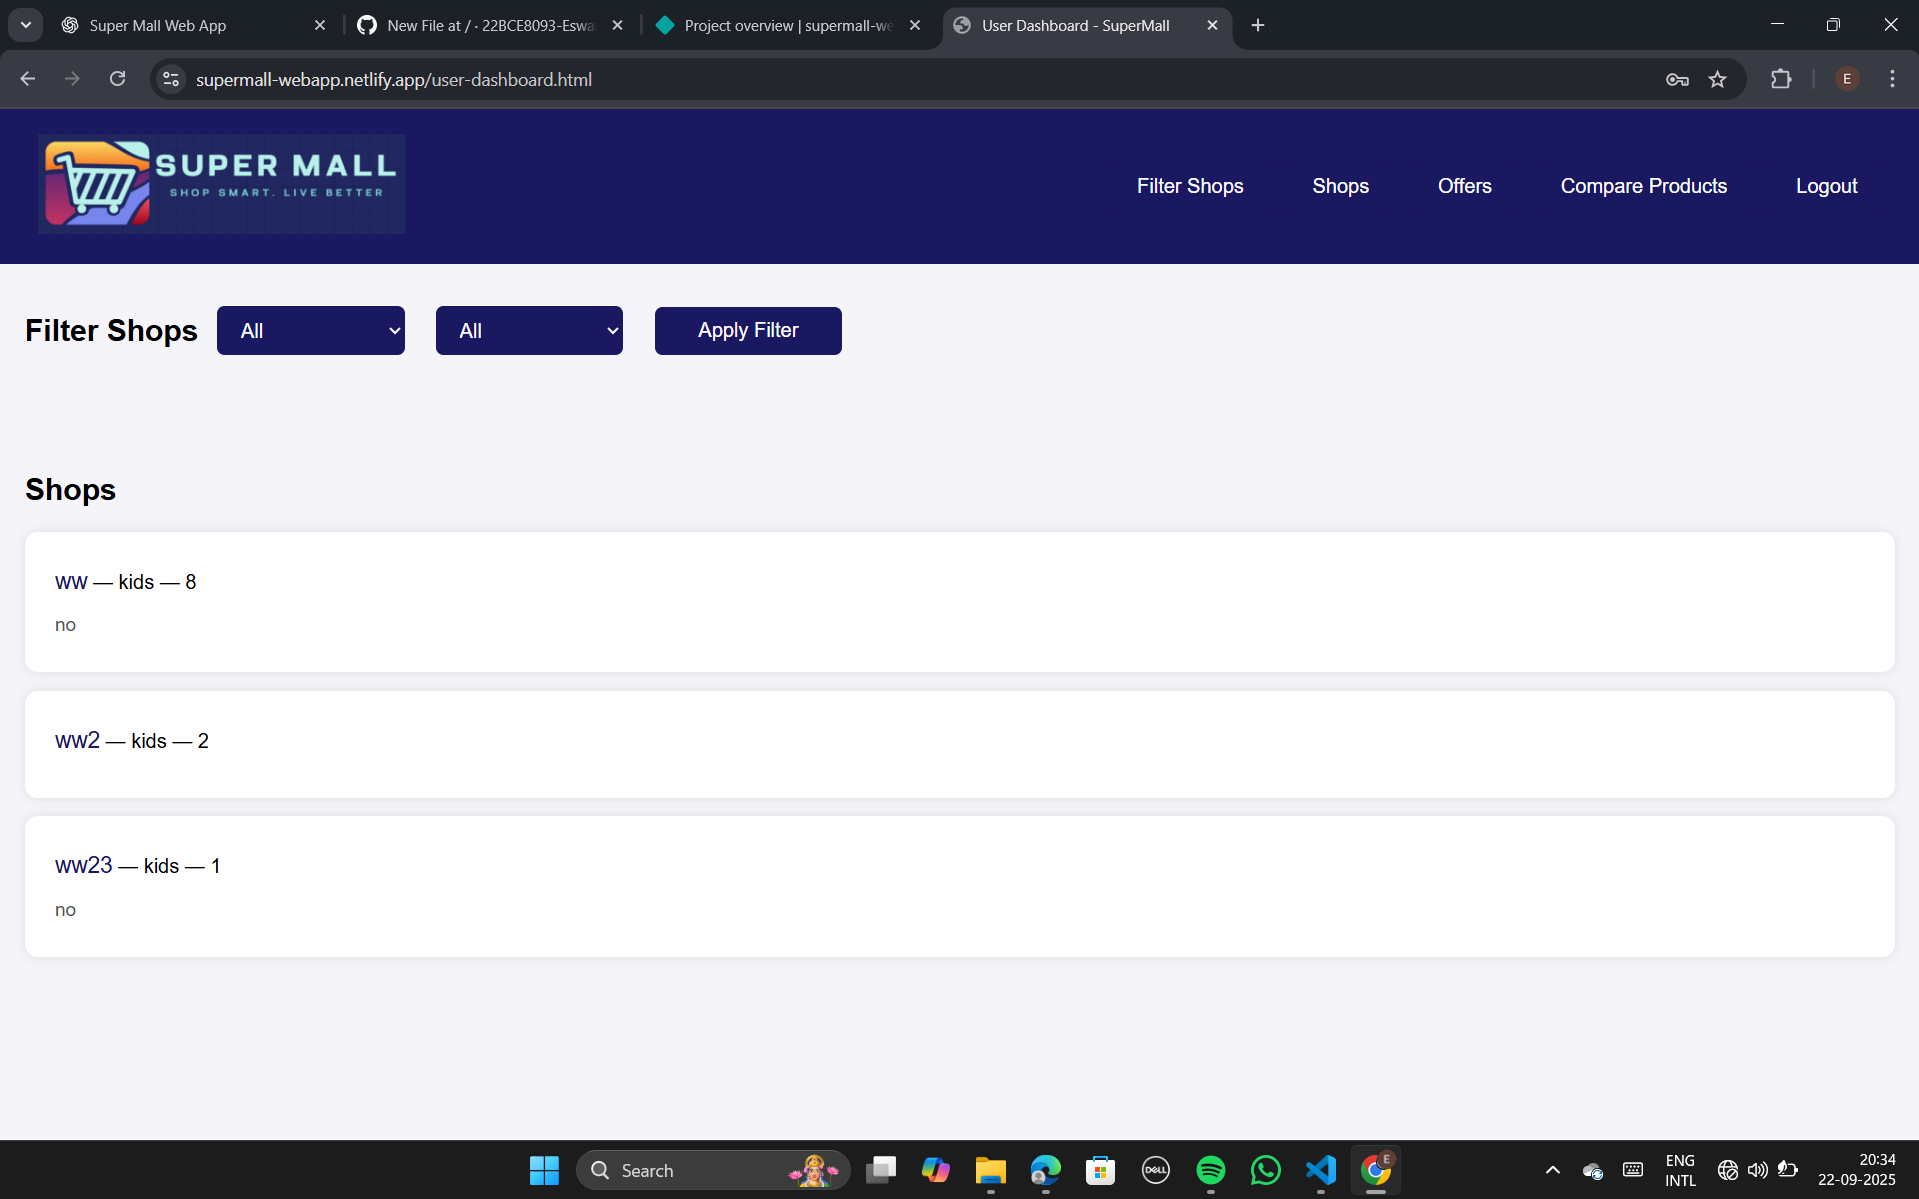 Super Mall Web App
New File at / · 22BCE8093-Eswa
Project overview | supermall-we
User Dashboard - SuperMall
supermall-webapp.netlify.app/user-dashboard.html
E
SUPER MALL
SHOP SMART. LIVE BETTER
Filter Shops
Shops
Offers
Compare Products
Logout
Filter Shops
All
All
Apply Filter
Shops
ww — kids — 8
no
ww2 — kids — 2
ww23 — kids — 1
no
Search
DELL
E
ENG
INTL
20:34
22-09-2025